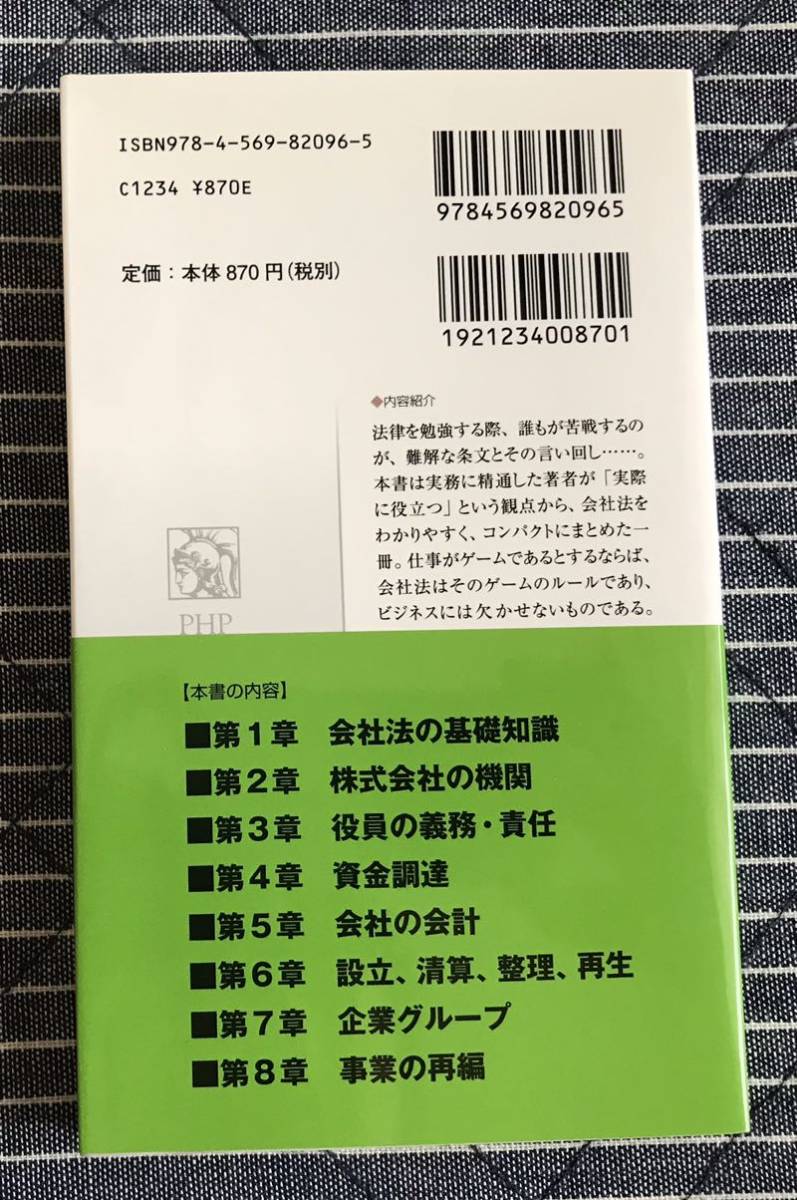 ISBN978-4-569-82096-5
C1234 ¥870E
定価：本体870円（税別）
9784569820965
1921234008701
◆内容紹介
法律を勉強する際、誰もが苦戦するの
が、難解な条文とその言い回し……。
本書は実務に精通した著者が「実際
に役立つ」という観点から、会社法を
わかりやすく、コンパクトにまとめた一
冊。仕事がゲームであるとするならば、
会社法はそのゲームのルールであり、
ビジネスには欠かせないものである。
PHP
【本書の内容】
■第1章　会社法の基礎知識
■第2章　株式会社の機関
■第3章　役員の義務・責任
■第4章　資金調達
■第5章　会社の会計
■第6章　設立、清算、整理、再生
■第7章　企業グループ
■第8章　事業の再編